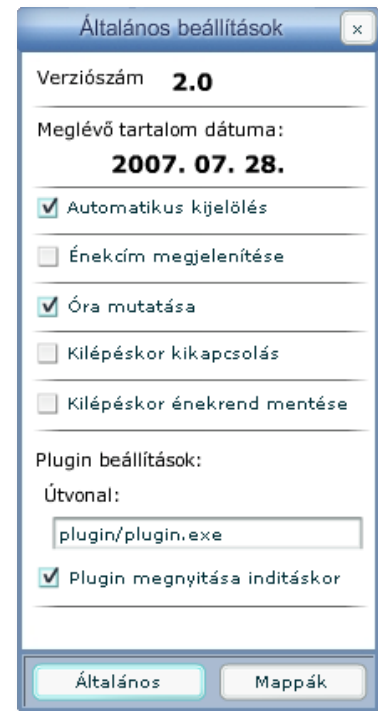 Általános beállítások
×
Verziószám 2.0
Meglévő tartalom dátuma:
2007. 07. 28.
Automatikus kijelölés
Énekcím megjelenítése
Óra mutatása
Kilépéskor kikapcsolás
Kilépéskor énekrend mentése
Plugin beállítások:
Útvonal:
plugin/plugin.exe
Plugin megnyitása inditáskor
Általános Mappák